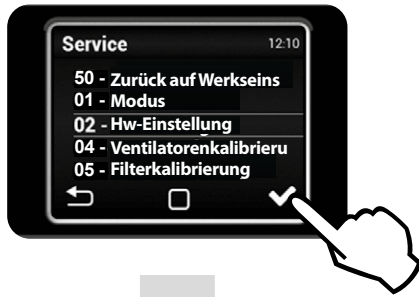 Service 12:10
50 - Zurück auf Werkseins
01 - Modus
02 - Hw-Einstellung
04 - Ventilatorenkalibrieru
05 - Filterkalibrierung